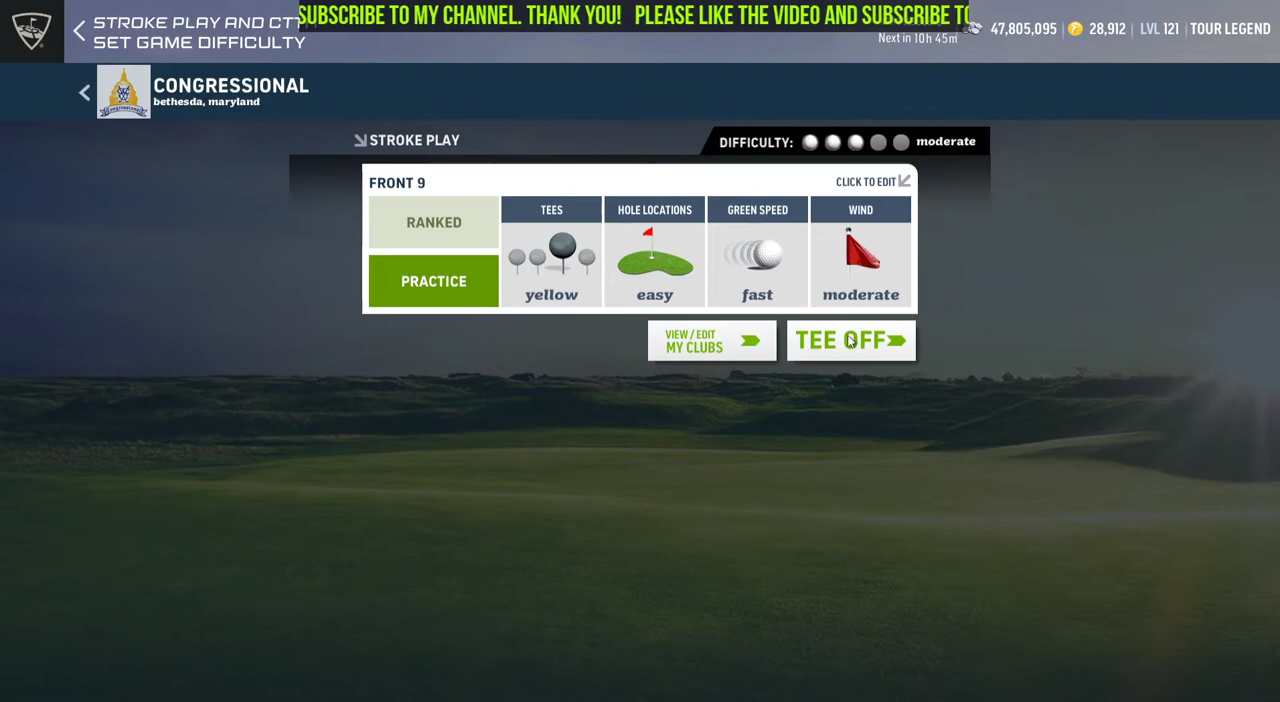 SUBSCRIBE TO MY CHANNEL. THANK YOU! PLEASE LIKE THE VIDEO AND SUBSCRIBE TO
STROKE PLAY AND CTT
SET GAME DIFFICULTY
Next in 10h 45m
47,805,095 28,912 LVL 121 TOUR LEGEND
CONGRESSIONAL
bethesda, maryland
STROKE PLAY
DIFFICULTY: moderate
FRONT 9
CLICK TO EDIT
RANKED
PRACTICE
TEES HOLE LOCATIONS GREEN SPEED WIND
yellow easy fast moderate
VIEW / EDIT
MY CLUBS
TEE OFF